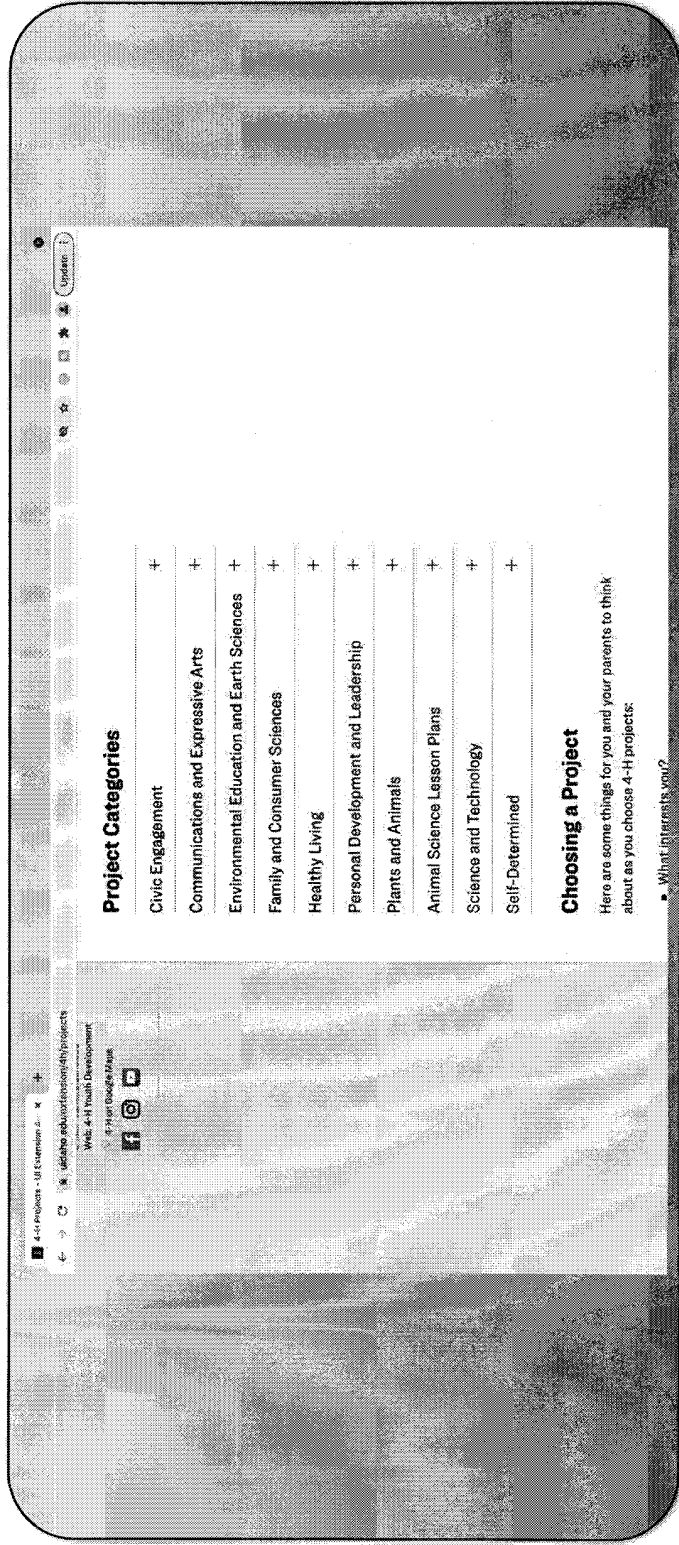 4-H Projects - UI Extension 4-
uidaho.edu/extension/4h/projects
Update
Web: 4-H Youth Development
4-H on Google Maps
Project Categories
Civic Engagement +
Communications and Expressive Arts +
Environmental Education and Earth Sciences +
Family and Consumer Sciences +
Healthy Living +
Personal Development and Leadership +
Plants and Animals +
Animal Science Lesson Plans +
Science and Technology +
Self-Determined +
Choosing a Project
Here are some things for you and your parents to think
about as you choose 4-H projects:
• What interests you?